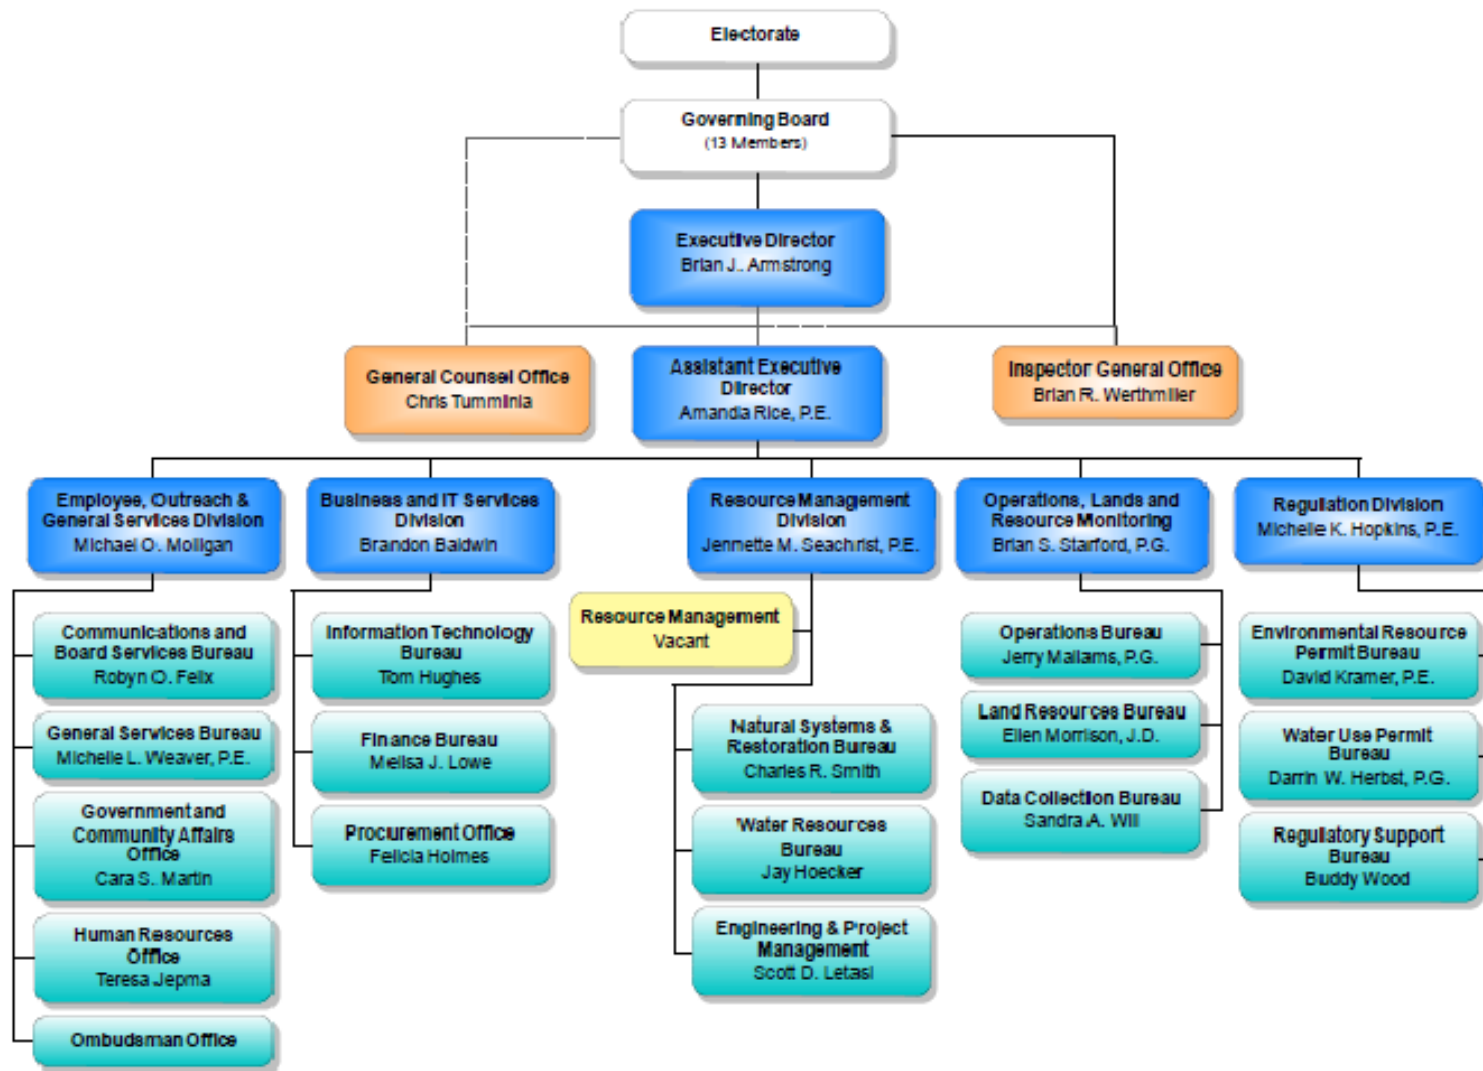 Electorate
Governing Board
(13 Members)
Executive Director
Brian J. Armstrong
General Counsel Office
Chris Tumminia
Assistant Executive
Director
Amanda Rice, P.E.
Inspector General Office
Brian R. Werthmiller
Employee, Outreach &
General Services Division
Michael O. Molligan
Business and IT Services
Division
Brandon Baldwin
Resource Management
Division
Jennette M. Seachrist, P.E.
Operations, Lands and
Resource Monitoring
Brian S. Starford, P.G.
Regulation Division
Michelle K. Hopkins, P.E.
Communications and
Board Services Bureau
Robyn O. Felix
General Services Bureau
Michelle L. Weaver, P.E.
Government and
Community Affairs
Office
Cara S. Martin
Human Resources
Office
Teresa Jepma
Ombudsman Office
Information Technology
Bureau
Tom Hughes
Finance Bureau
Melisa J. Lowe
Procurement Office
Felicia Holmes
Resource Management
Vacant
Natural Systems &
Restoration Bureau
Charles R. Smith
Water Resources
Bureau
Jay Hoecker
Engineering & Project
Management
Scott D. Letasi
Operations Bureau
Jerry Mallams, P.G.
Land Resources Bureau
Ellen Morrison, J.D.
Data Collection Bureau
Sandra A. Will
Environmental Resource
Permit Bureau
David Kramer, P.E.
Water Use Permit
Bureau
Darrin W. Herbst, P.G.
Regulatory Support
Bureau
Buddy Wood